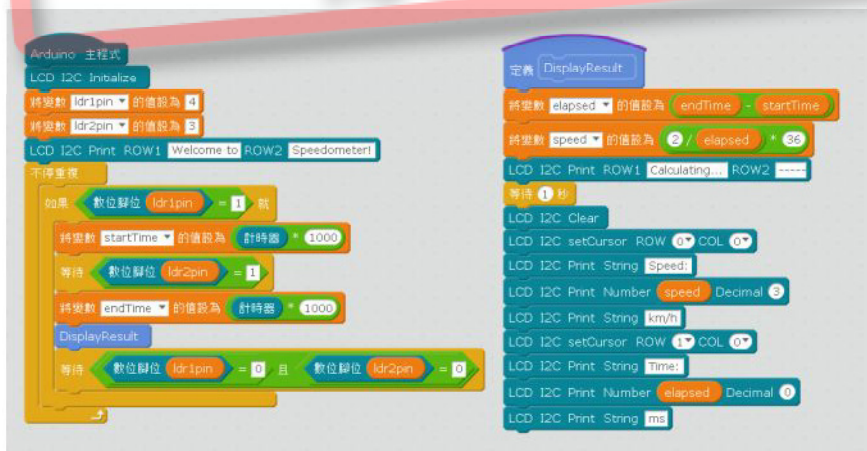 Arduino 主程式
LCD I2C Initialize
將變數 ldr1pin 的值設為 4
將變數 ldr2pin 的值設為 3
LCD I2C Print ROW1 Welcome to ROW2 Speedometer!
不停重複
如果 數位腳位 ldr1pin = 1 就
將變數 startTime 的值設為 計時器 * 1000
等待 數位腳位 ldr2pin = 1
將變數 endTime 的值設為 計時器 * 1000
DisplayResult
等待 數位腳位 ldr1pin = 0 且 數位腳位 ldr2pin = 0
定義 DisplayResult
將變數 elapsed 的值設為 endTime - startTime
將變數 speed 的值設為 2 / elapsed * 36
LCD I2C Print ROW1 Calculating... ROW2 -----
等待 1 秒
LCD I2C Clear
LCD I2C setCursor ROW 0 COL 0
LCD I2C Print String Speed:
LCD I2C Print Number speed Decimal 3
LCD I2C Print String km/h
LCD I2C setCursor ROW 1 COL 0
LCD I2C Print String Time:
LCD I2C Print Number elapsed Decimal 0
LCD I2C Print String ms